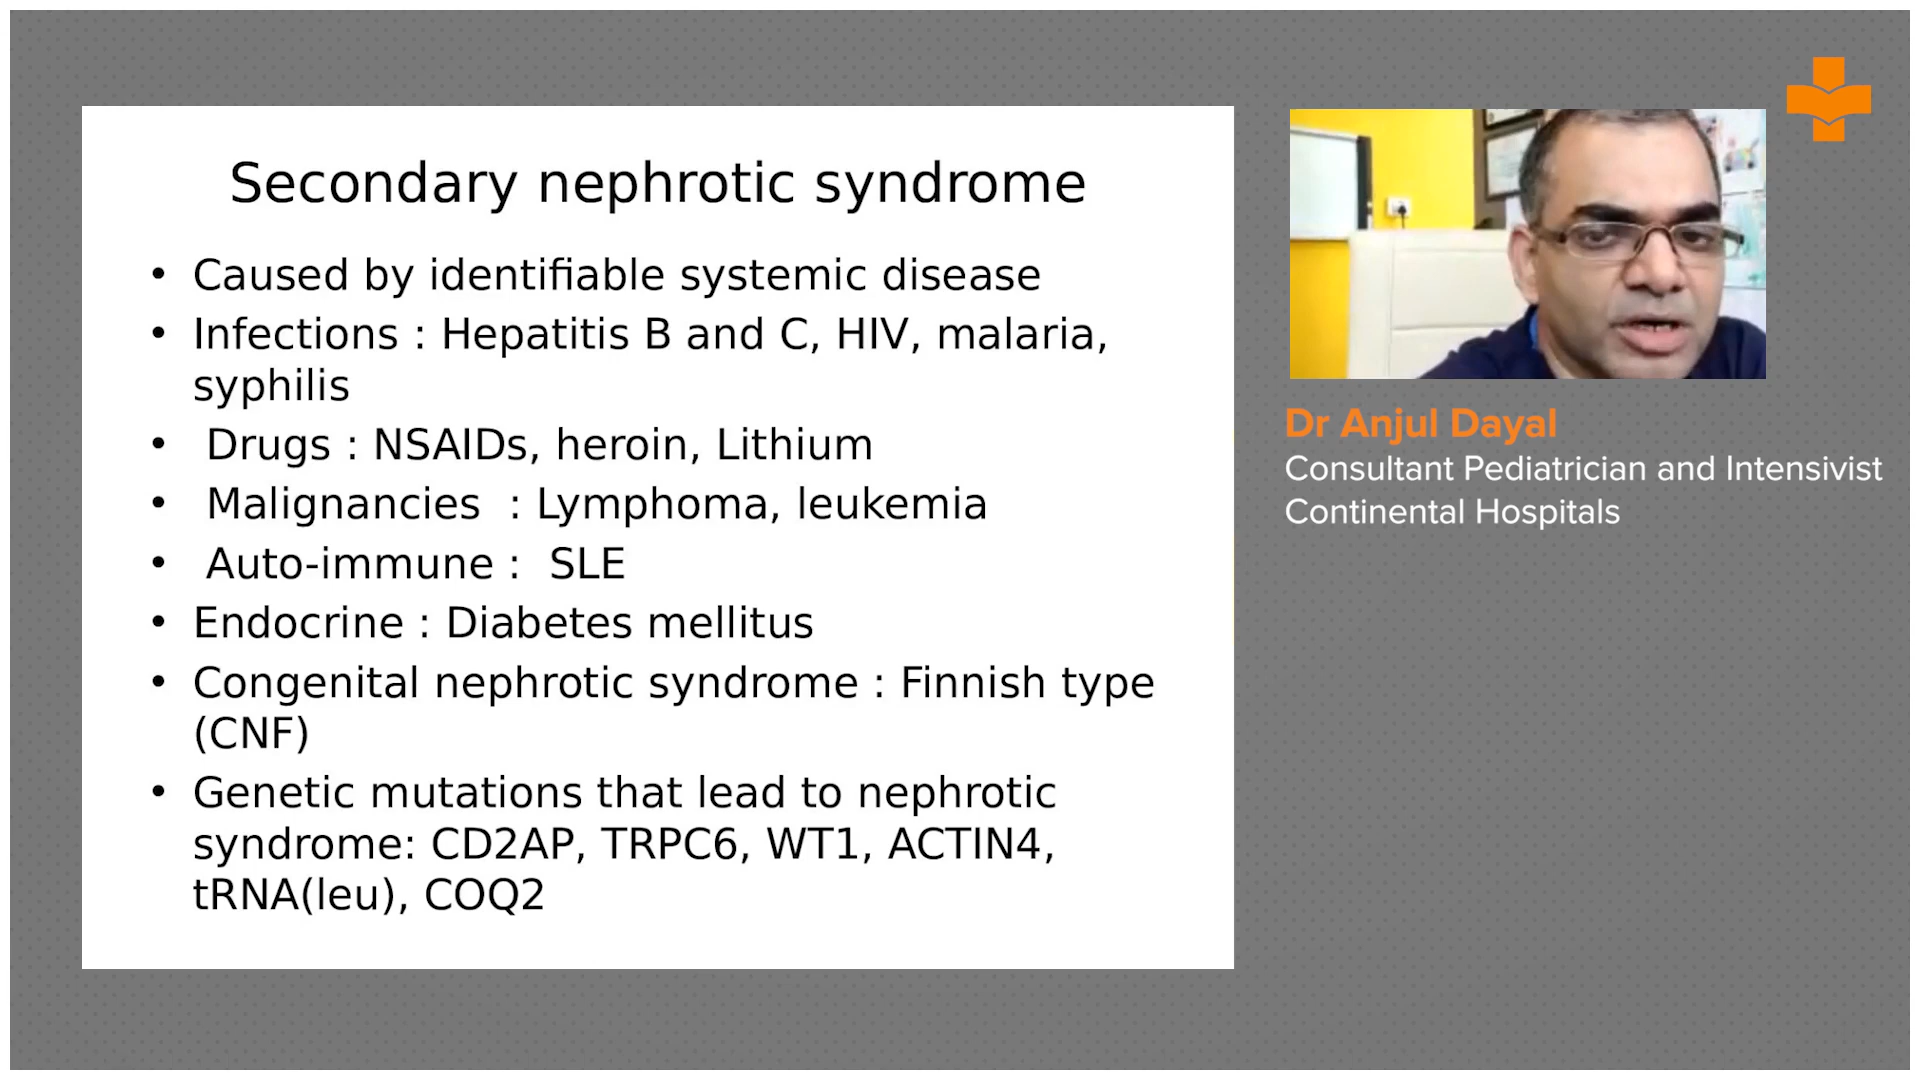 Secondary nephrotic syndrome
• Caused by identifiable systemic disease
• Infections : Hepatitis B and C, HIV, malaria,
syphilis
• Drugs : NSAIDs, heroin, Lithium
• Malignancies  : Lymphoma, leukemia
• Auto-immune :  SLE
• Endocrine : Diabetes mellitus
• Congenital nephrotic syndrome : Finnish type
(CNF)
• Genetic mutations that lead to nephrotic
syndrome: CD2AP, TRPC6, WT1, ACTIN4,
tRNA(leu), COQ2
Dr Anjul Dayal
Consultant Pediatrician and Intensivist
Continental Hospitals